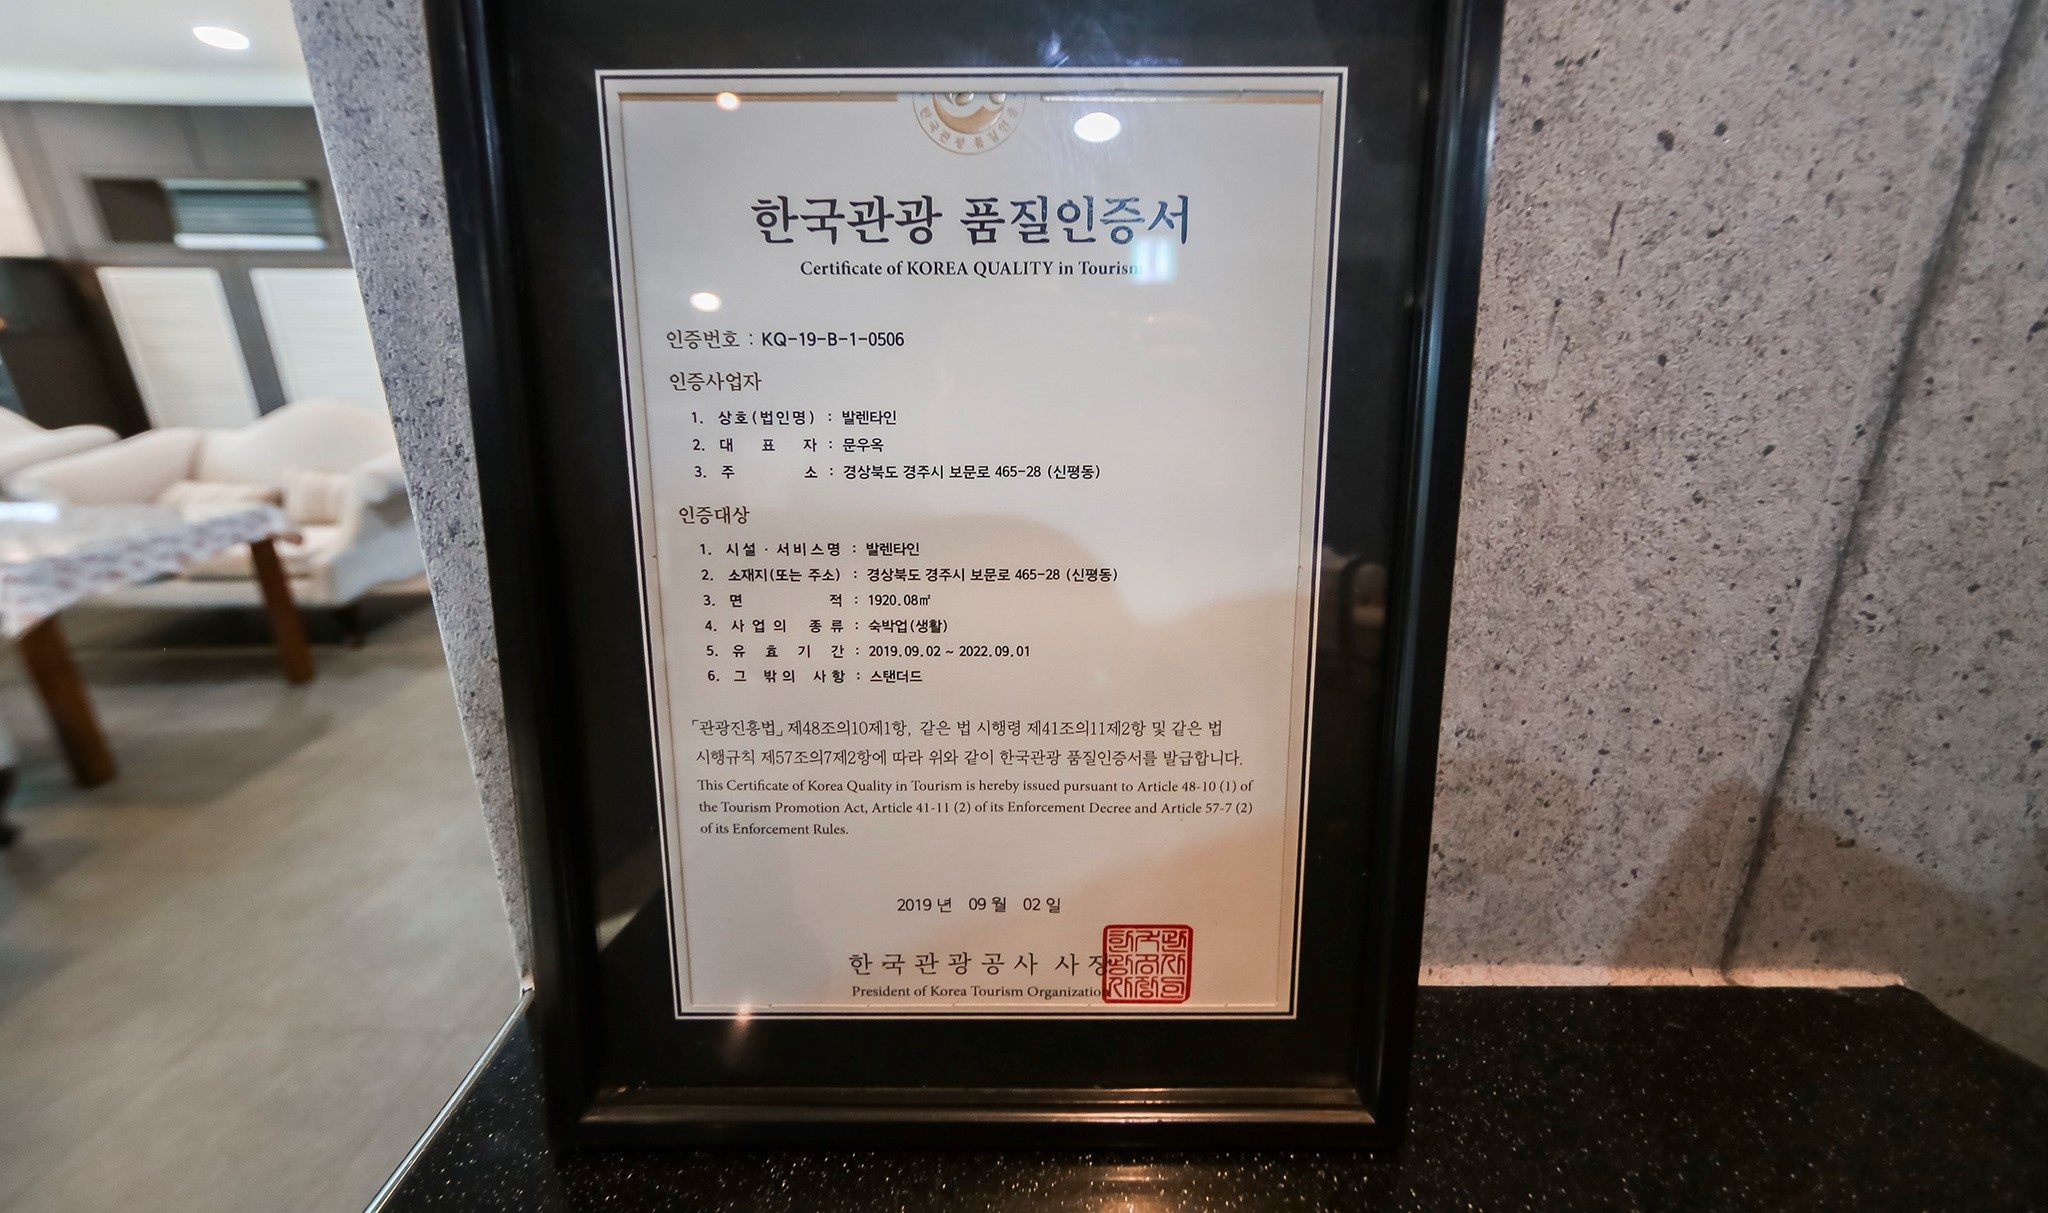 한국관광 품질인증
한국관광 품질인증서
Certificate of KOREA QUALITY in Tourism
인증번호 : KQ-19-B-1-0506
인증사업자
1. 상호(법인명) : 발렌타인
2. 대 표 자 : 문우옥
3. 주 소 : 경상북도 경주시 보문로 465-28 (신평동)
인증대상
1. 시설·서비스명 : 발렌타인
2. 소재지(또는 주소) : 경상북도 경주시 보문로 465-28 (신평동)
3. 면 적 : 1920.08㎡
4. 사업의 종류 : 숙박업(생활)
5. 유 효 기 간 : 2019.09.02 ~ 2022.09.01
6. 그 밖의 사항 : 스탠더드
「관광진흥법」 제48조의10제1항, 같은 법 시행령 제41조의11제2항 및 같은 법
시행규칙 제57조의7제2항에 따라 위와 같이 한국관광 품질인증서를 발급합니다.
This Certificate of Korea Quality in Tourism is hereby issued pursuant to Article 48-10 (1) of
the Tourism Promotion Act, Article 41-11 (2) of its Enforcement Decree and Article 57-7 (2)
of its Enforcement Rules.
2019 년 09 월 02 일
한국관광공사 사장
President of Korea Tourism Organization